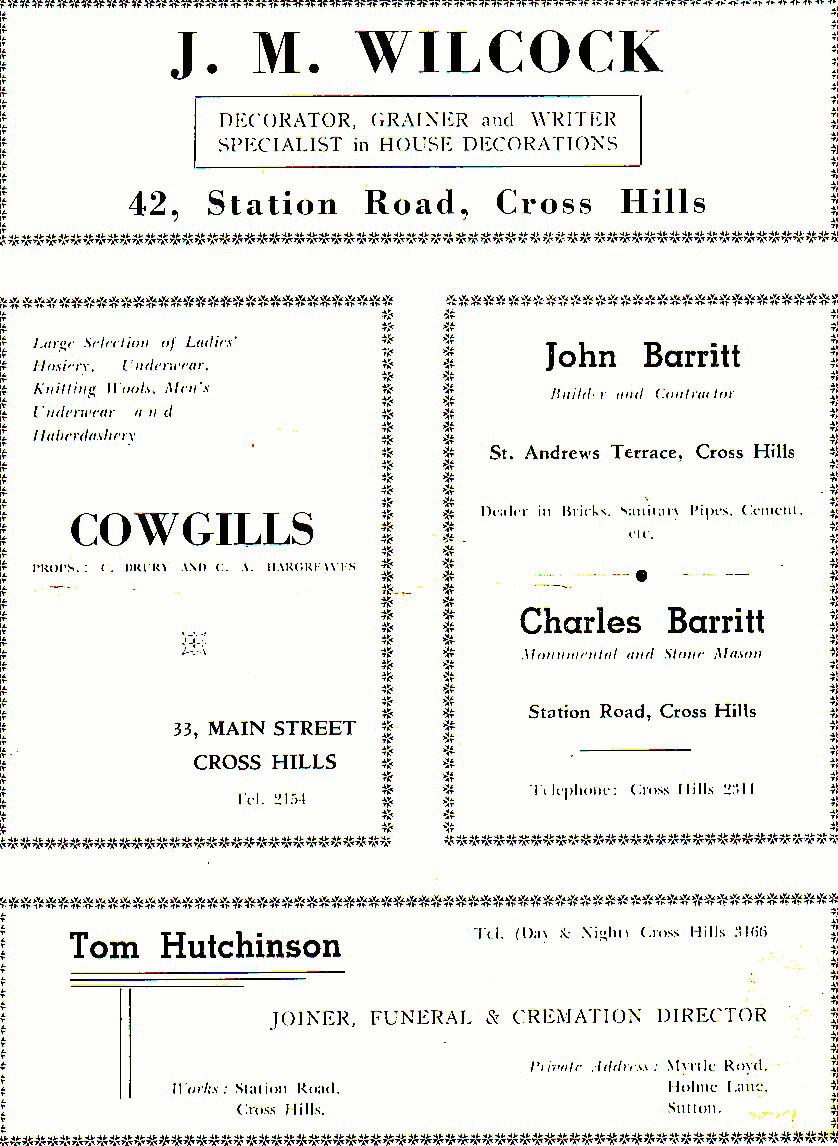 J. M. WILCOCK
DECORATOR, GRAINER and WRITER
SPECIALIST in HOUSE DECORATIONS
42, Station Road, Cross Hills
Large Selection of Ladies'
Hosiery, Underwear,
Knitting Wools, Men's
Underwear and
Haberdashery
COWGILLS
PROPS.: C. DRURY AND C. A. HARGREAVES
33, MAIN STREET
CROSS HILLS
Tel. 2154
John Barritt
Builder and Contractor
St. Andrews Terrace, Cross Hills
Dealer in Bricks, Sanitary Pipes, Cement,
etc.
Charles Barritt
Monumental and Stone Mason
Station Road, Cross Hills
Telephone: Cross Hills 2311
Tom Hutchinson
Tel. (Day & Night) Cross Hills 3166
JOINER, FUNERAL & CREMATION DIRECTOR
Works: Station Road,
Cross Hills.
Private Address: Myrtle Royd,
Holme Lane,
Sutton.